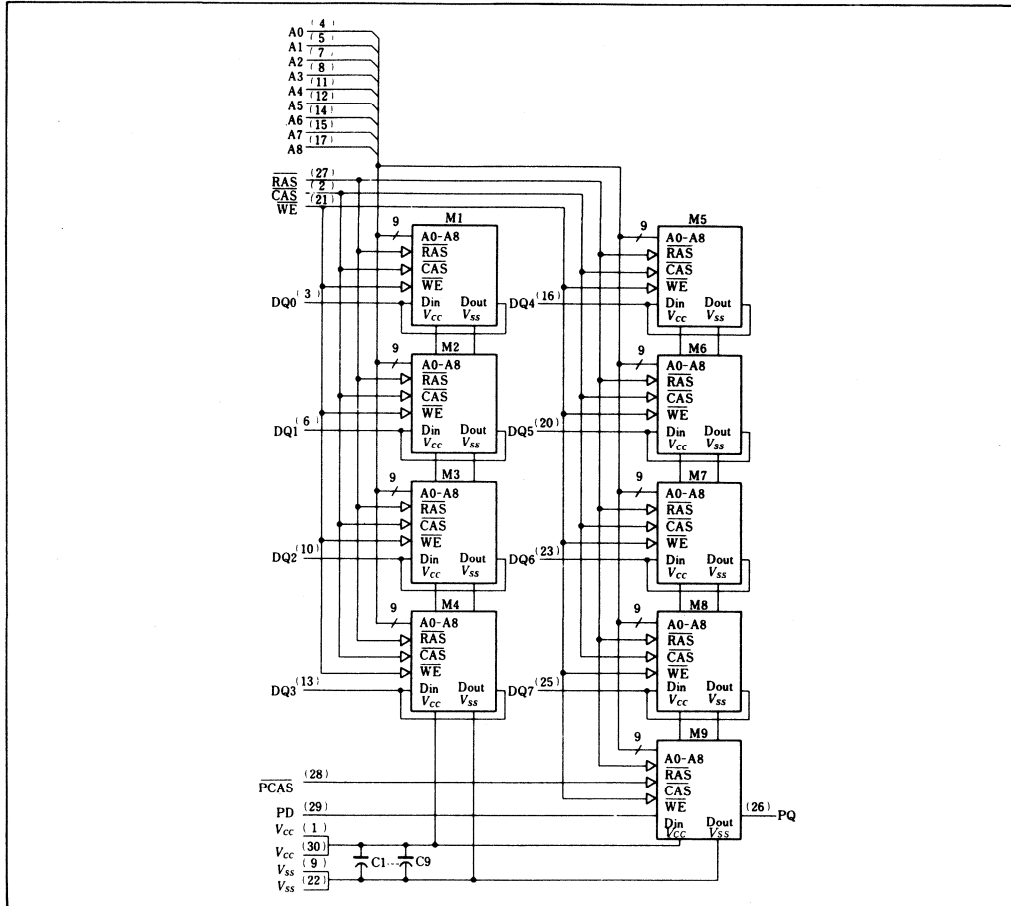 A0 (4)
A1 (5)
A2 (7)
A3 (8)
A4 (11)
A5 (12)
A6 (14)
A7 (15)
A8 (17)
RAS (27)
CAS (2)
WE (21)
M1
9
A0-A8
RAS
CAS
WE
DQ0 (3)
Din Dout
Vcc Vss
M5
9
A0-A8
RAS
CAS
WE
DQ4 (16)
Din Dout
Vcc Vss
M2
9
A0-A8
RAS
CAS
WE
DQ1 (6)
Din Dout
Vcc Vss
M6
9
A0-A8
RAS
CAS
WE
DQ5 (20)
Din Dout
Vcc Vss
M3
9
A0-A8
RAS
CAS
WE
DQ2 (10)
Din Dout
Vcc Vss
M7
9
A0-A8
RAS
CAS
WE
DQ6 (23)
Din Dout
Vcc Vss
M4
9
A0-A8
RAS
CAS
WE
DQ3 (13)
Din Dout
Vcc Vss
M8
9
A0-A8
RAS
CAS
WE
DQ7 (25)
Din Dout
Vcc Vss
M9
9
A0-A8
RAS
CAS
WE
Din Dout
VCC VSS
PCAS (28)
PD (29)
(26) PQ
Vcc (1)
Vcc (30)
Vss (9)
Vss (22)
C1---C9